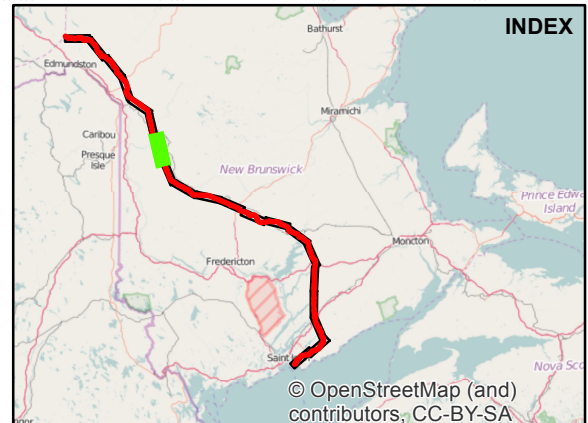 INDEX
Bathurst
Edmundston
Miramichi
Caribou
Presque
Isle
New Brunswick
Prince Edward
Island
Moncton
Fredericton
Saint
Nova Sco
© OpenStreetMap (and)
contributors, CC-BY-SA